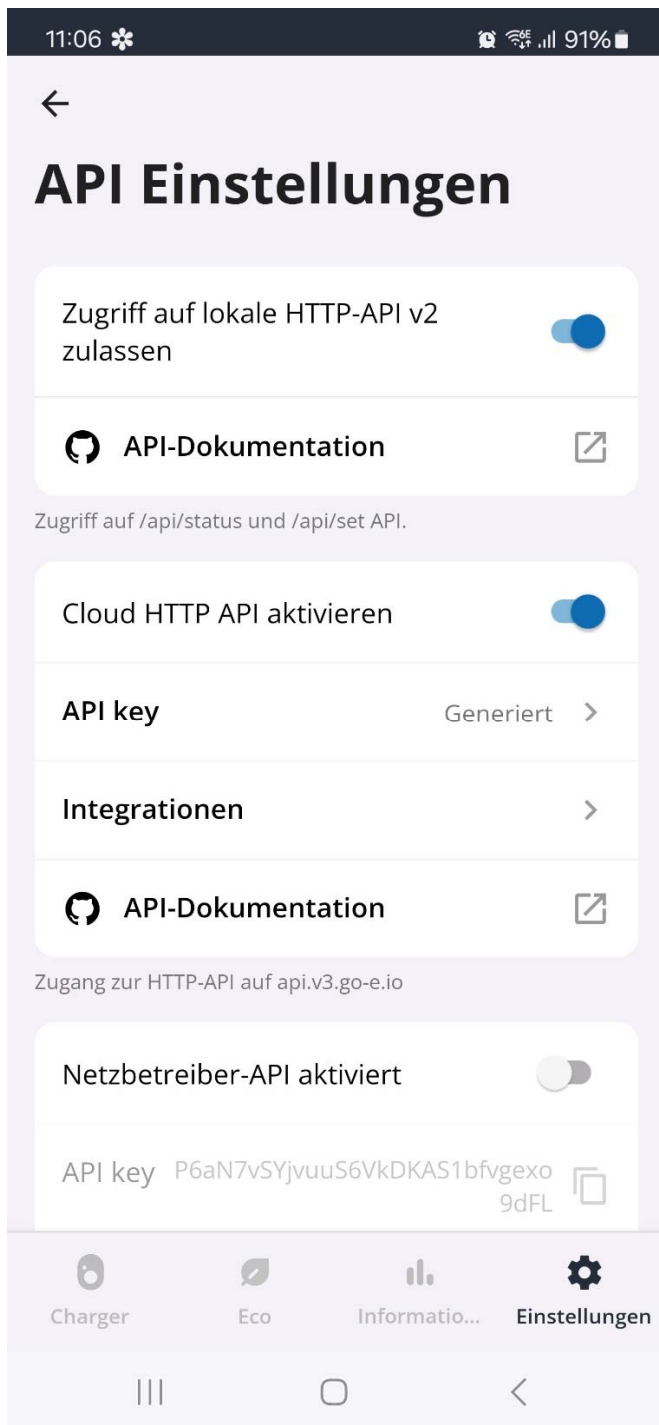 11:06 91%
API Einstellungen
Zugriff auf lokale HTTP-API v2
zulassen
API-Dokumentation
Zugriff auf /api/status und /api/set API.
Cloud HTTP API aktivieren
API key Generiert
Integrationen
API-Dokumentation
Zugang zur HTTP-API auf api.v3.go-e.io
Netzbetreiber-API aktiviert
API key P6aN7vSYjvuuS6VkDKAS1bfvgexo
9dFL
Charger Eco Informatio... Einstellungen